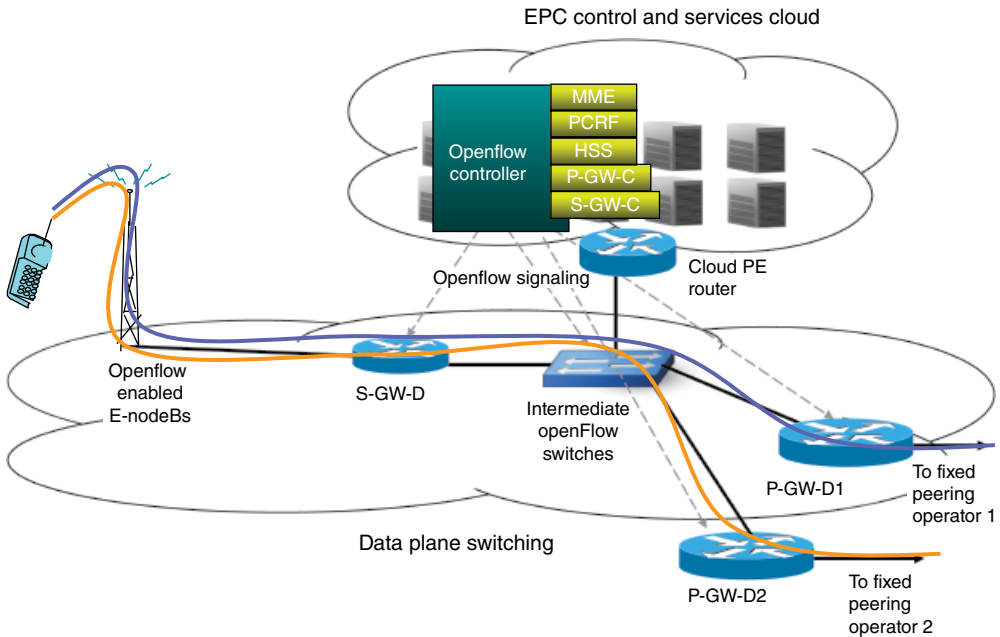 EPC control and services cloud
MME
PCRF
HSS
P-GW-C
S-GW-C
Openflow
controller
Openflow signaling
Cloud PE
router
Openflow
enabled
E-nodeBs
S-GW-D
Intermediate
openFlow
switches
P-GW-D1
To fixed
peering
operator 1
Data plane switching
P-GW-D2
To fixed
peering
operator 2